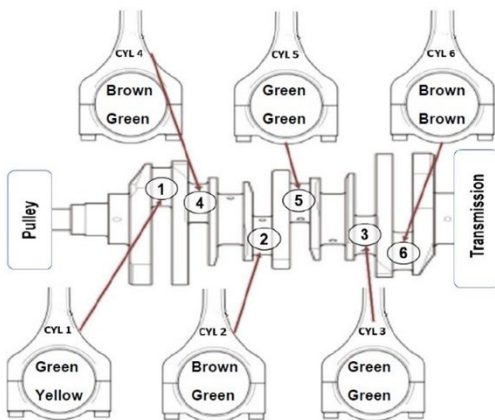 CYL 4
Brown
Green
CYL 5
Green
Green
CYL 6
Brown
Brown
Pulley
1
4
2
5
3
6
Transmission
CYL 1
Green
Yellow
CYL 2
Brown
Green
CYL 3
Green
Green